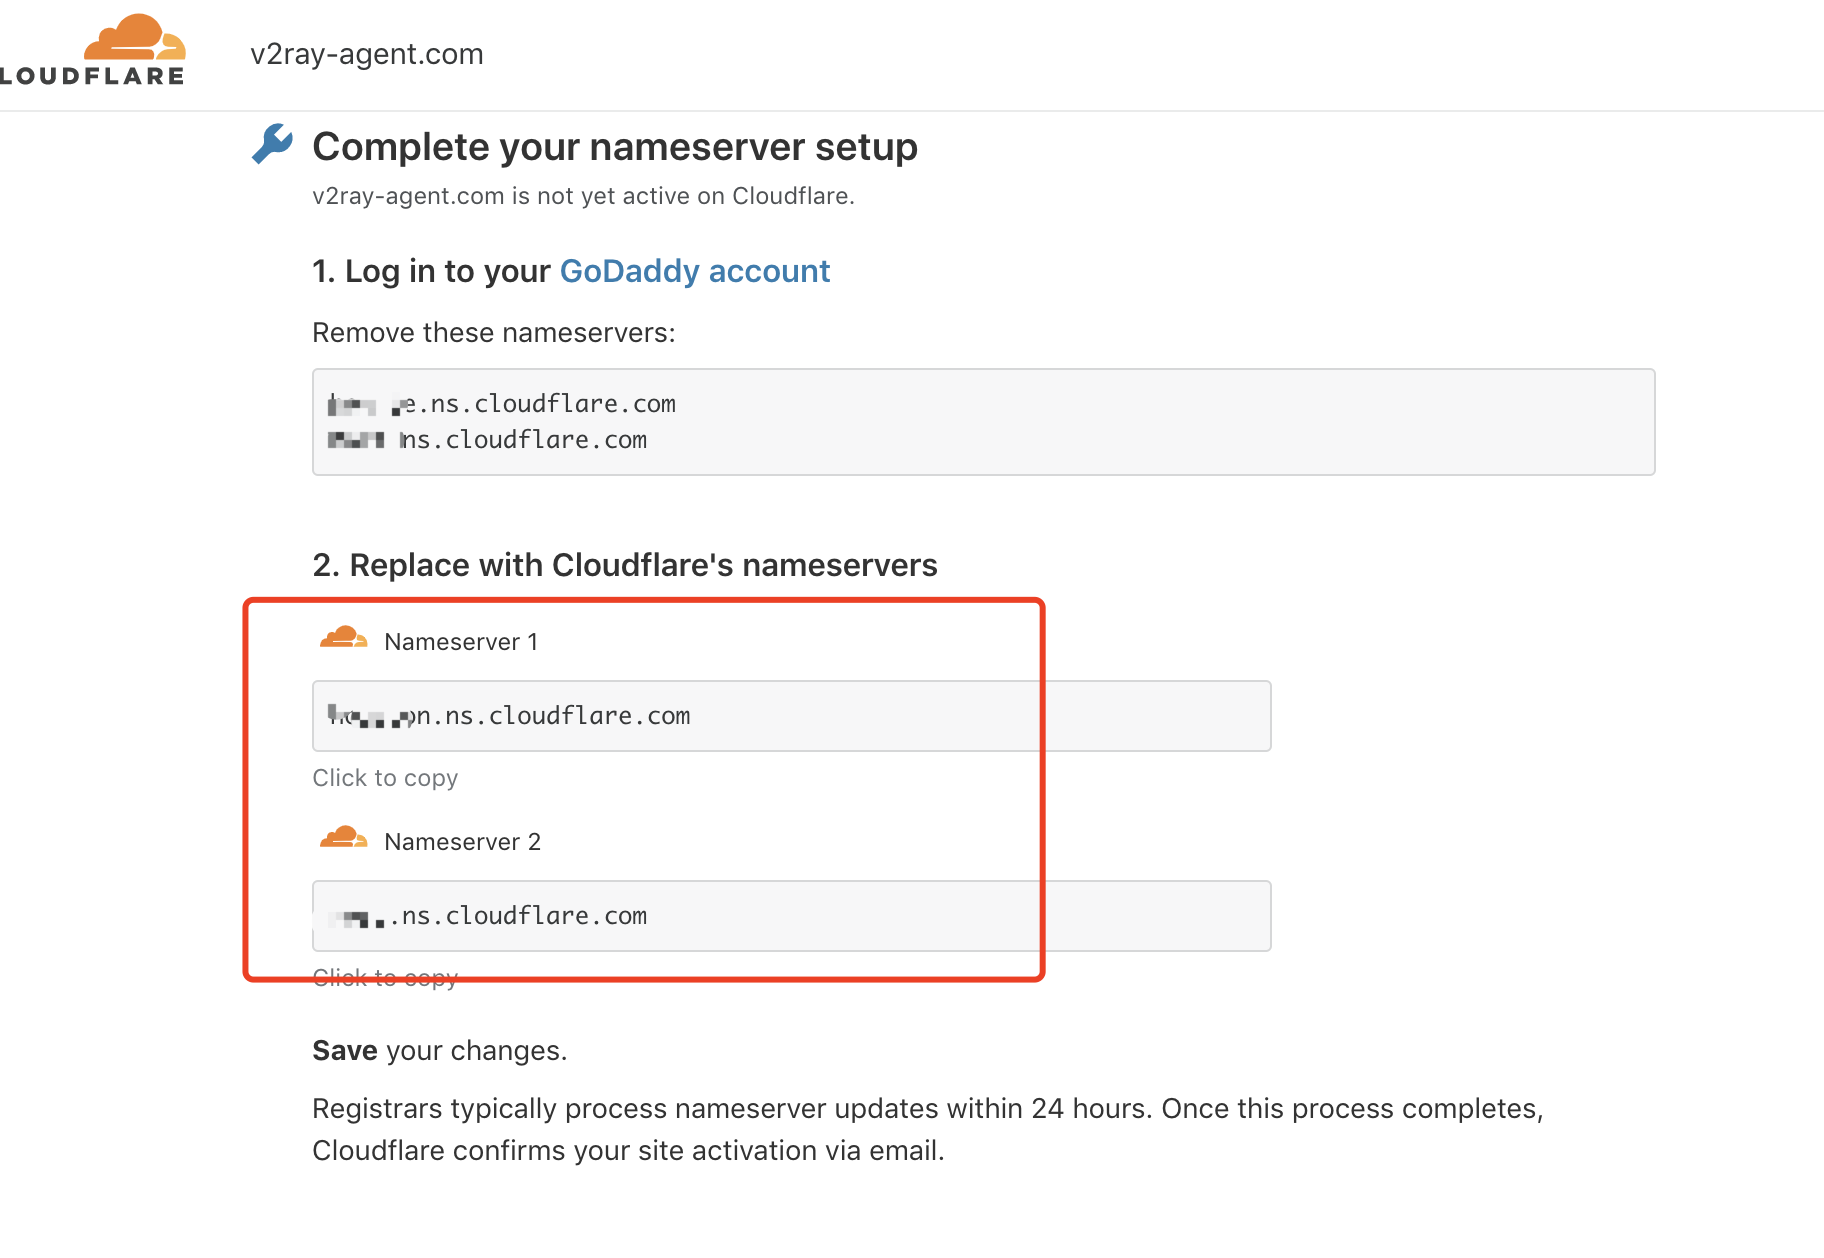 LOUDFLARE
v2ray-agent.com
Complete your nameserver setup
v2ray-agent.com is not yet active on Cloudflare.
1. Log in to your GoDaddy account
Remove these nameservers:
e.ns.cloudflare.com
ns.cloudflare.com
2. Replace with Cloudflare's nameservers
Nameserver 1
on.ns.cloudflare.com
Click to copy
Nameserver 2
.ns.cloudflare.com
Click to copy
Save your changes.
Registrars typically process nameserver updates within 24 hours. Once this process completes,
Cloudflare confirms your site activation via email.